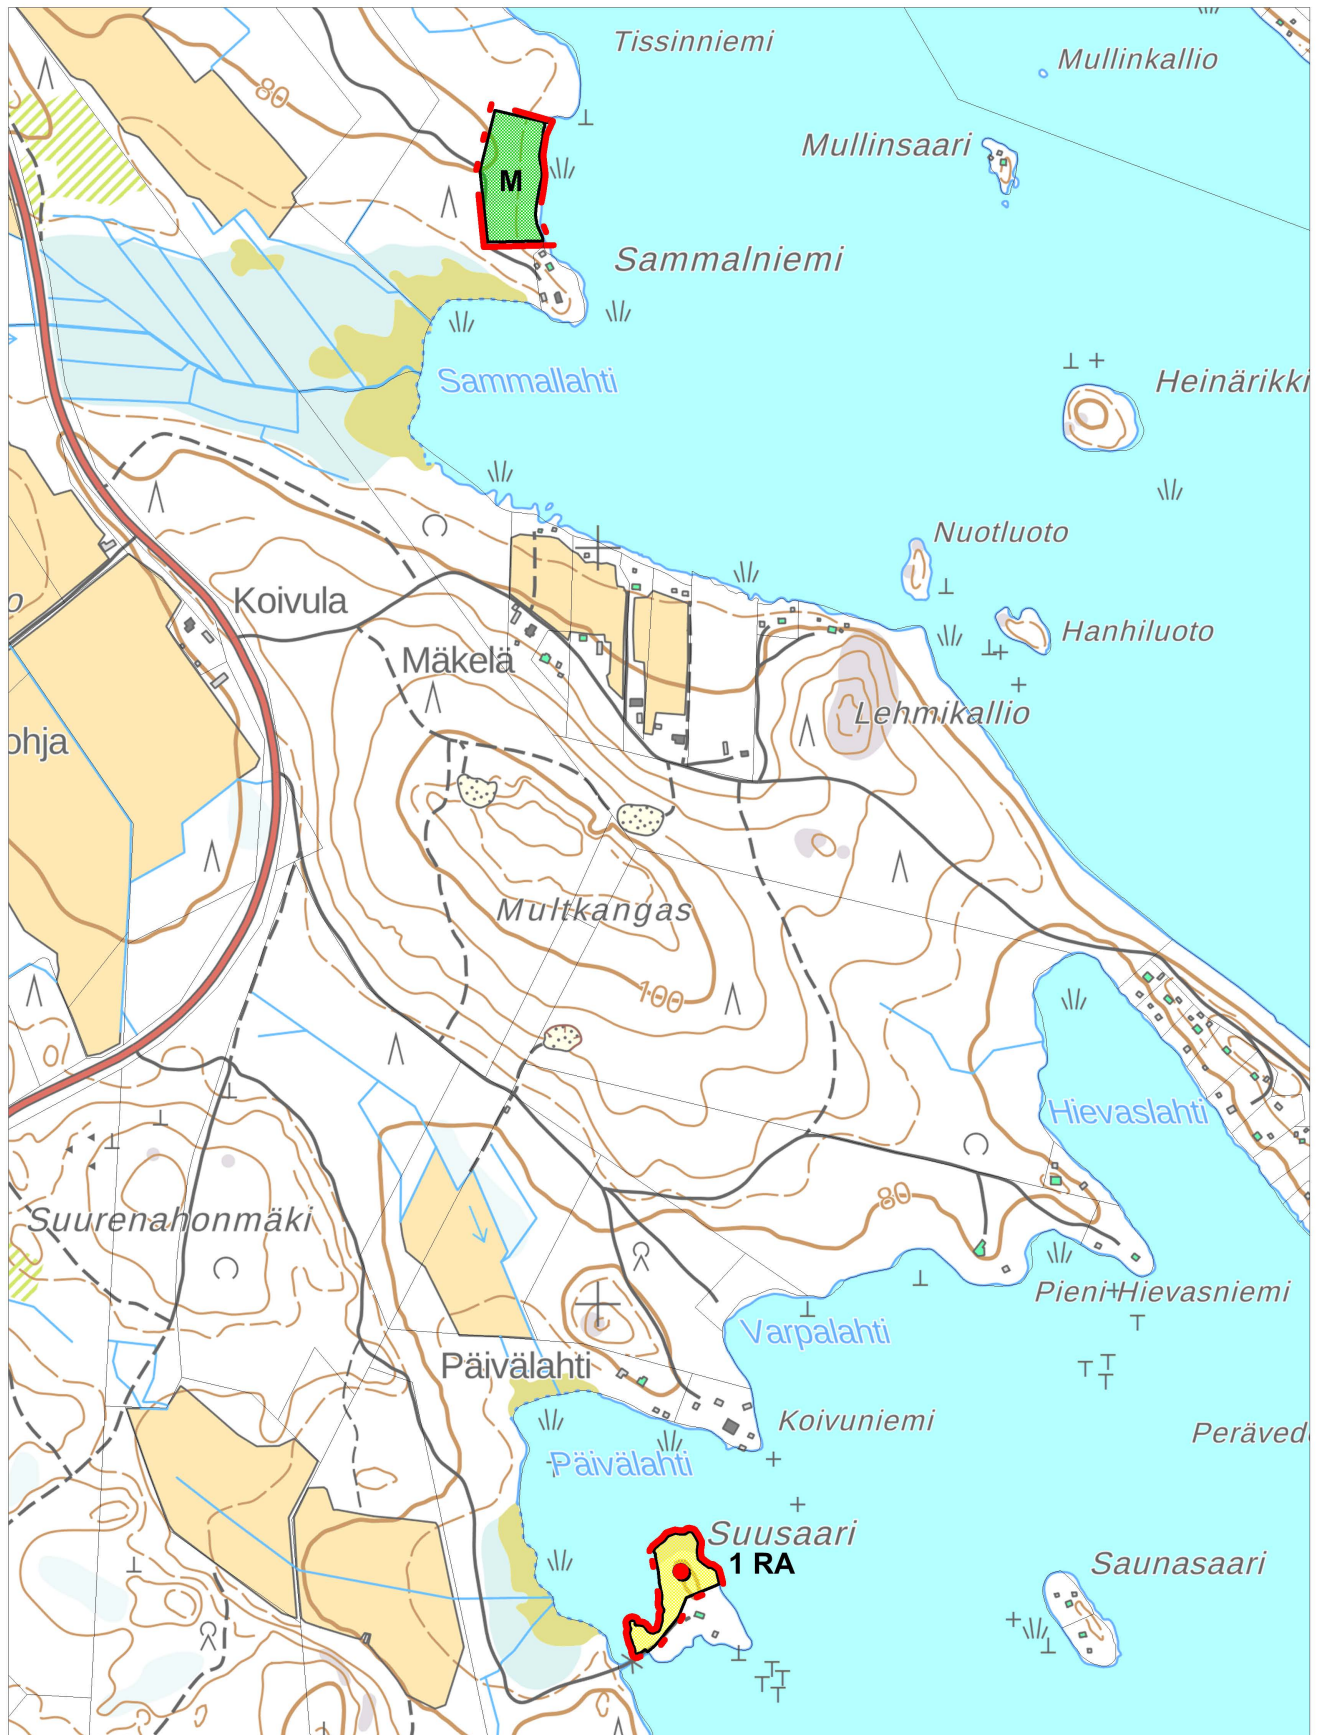 Tissinniemi
Mullinkallio
80
Mullinsaari
M
Sammalniemi
Sammallahti
Heinärikki
Nuotluoto
Koivula
Hanhiluoto
Mäkelä
Lehmikallio
ohja
Multkangas
100
Hievaslahti
80
Suurenahonmäki
Pieni-Hievasniemi
Varpalahti
Päivälahti
Koivuniemi
Peräved
Päivälahti
Suusaari
1 RA
Saunasaari